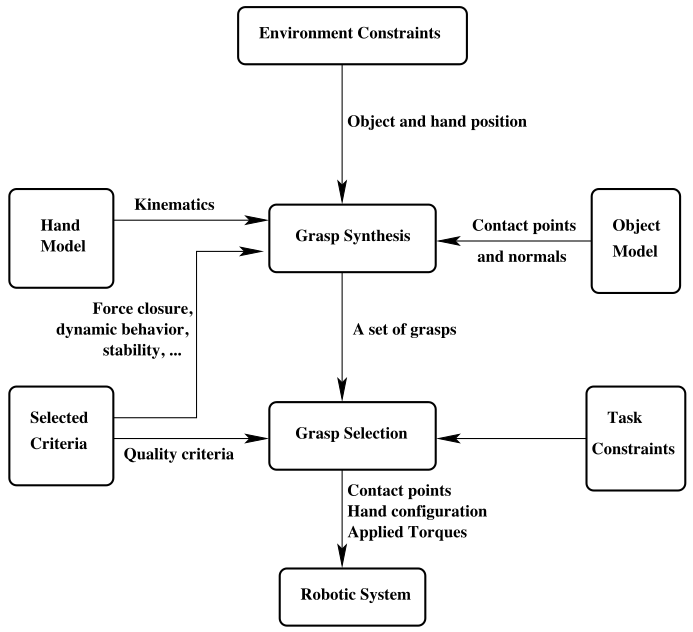 Environment Constraints
Object and hand position
Kinematics
Hand
Model
Grasp Synthesis
Contact points
and normals
Object
Model
Force closure,
dynamic behavior,
stability, ...
A set of grasps
Selected
Criteria
Quality criteria
Grasp Selection
Task
Constraints
Contact points
Hand configuration
Applied Torques
Robotic System